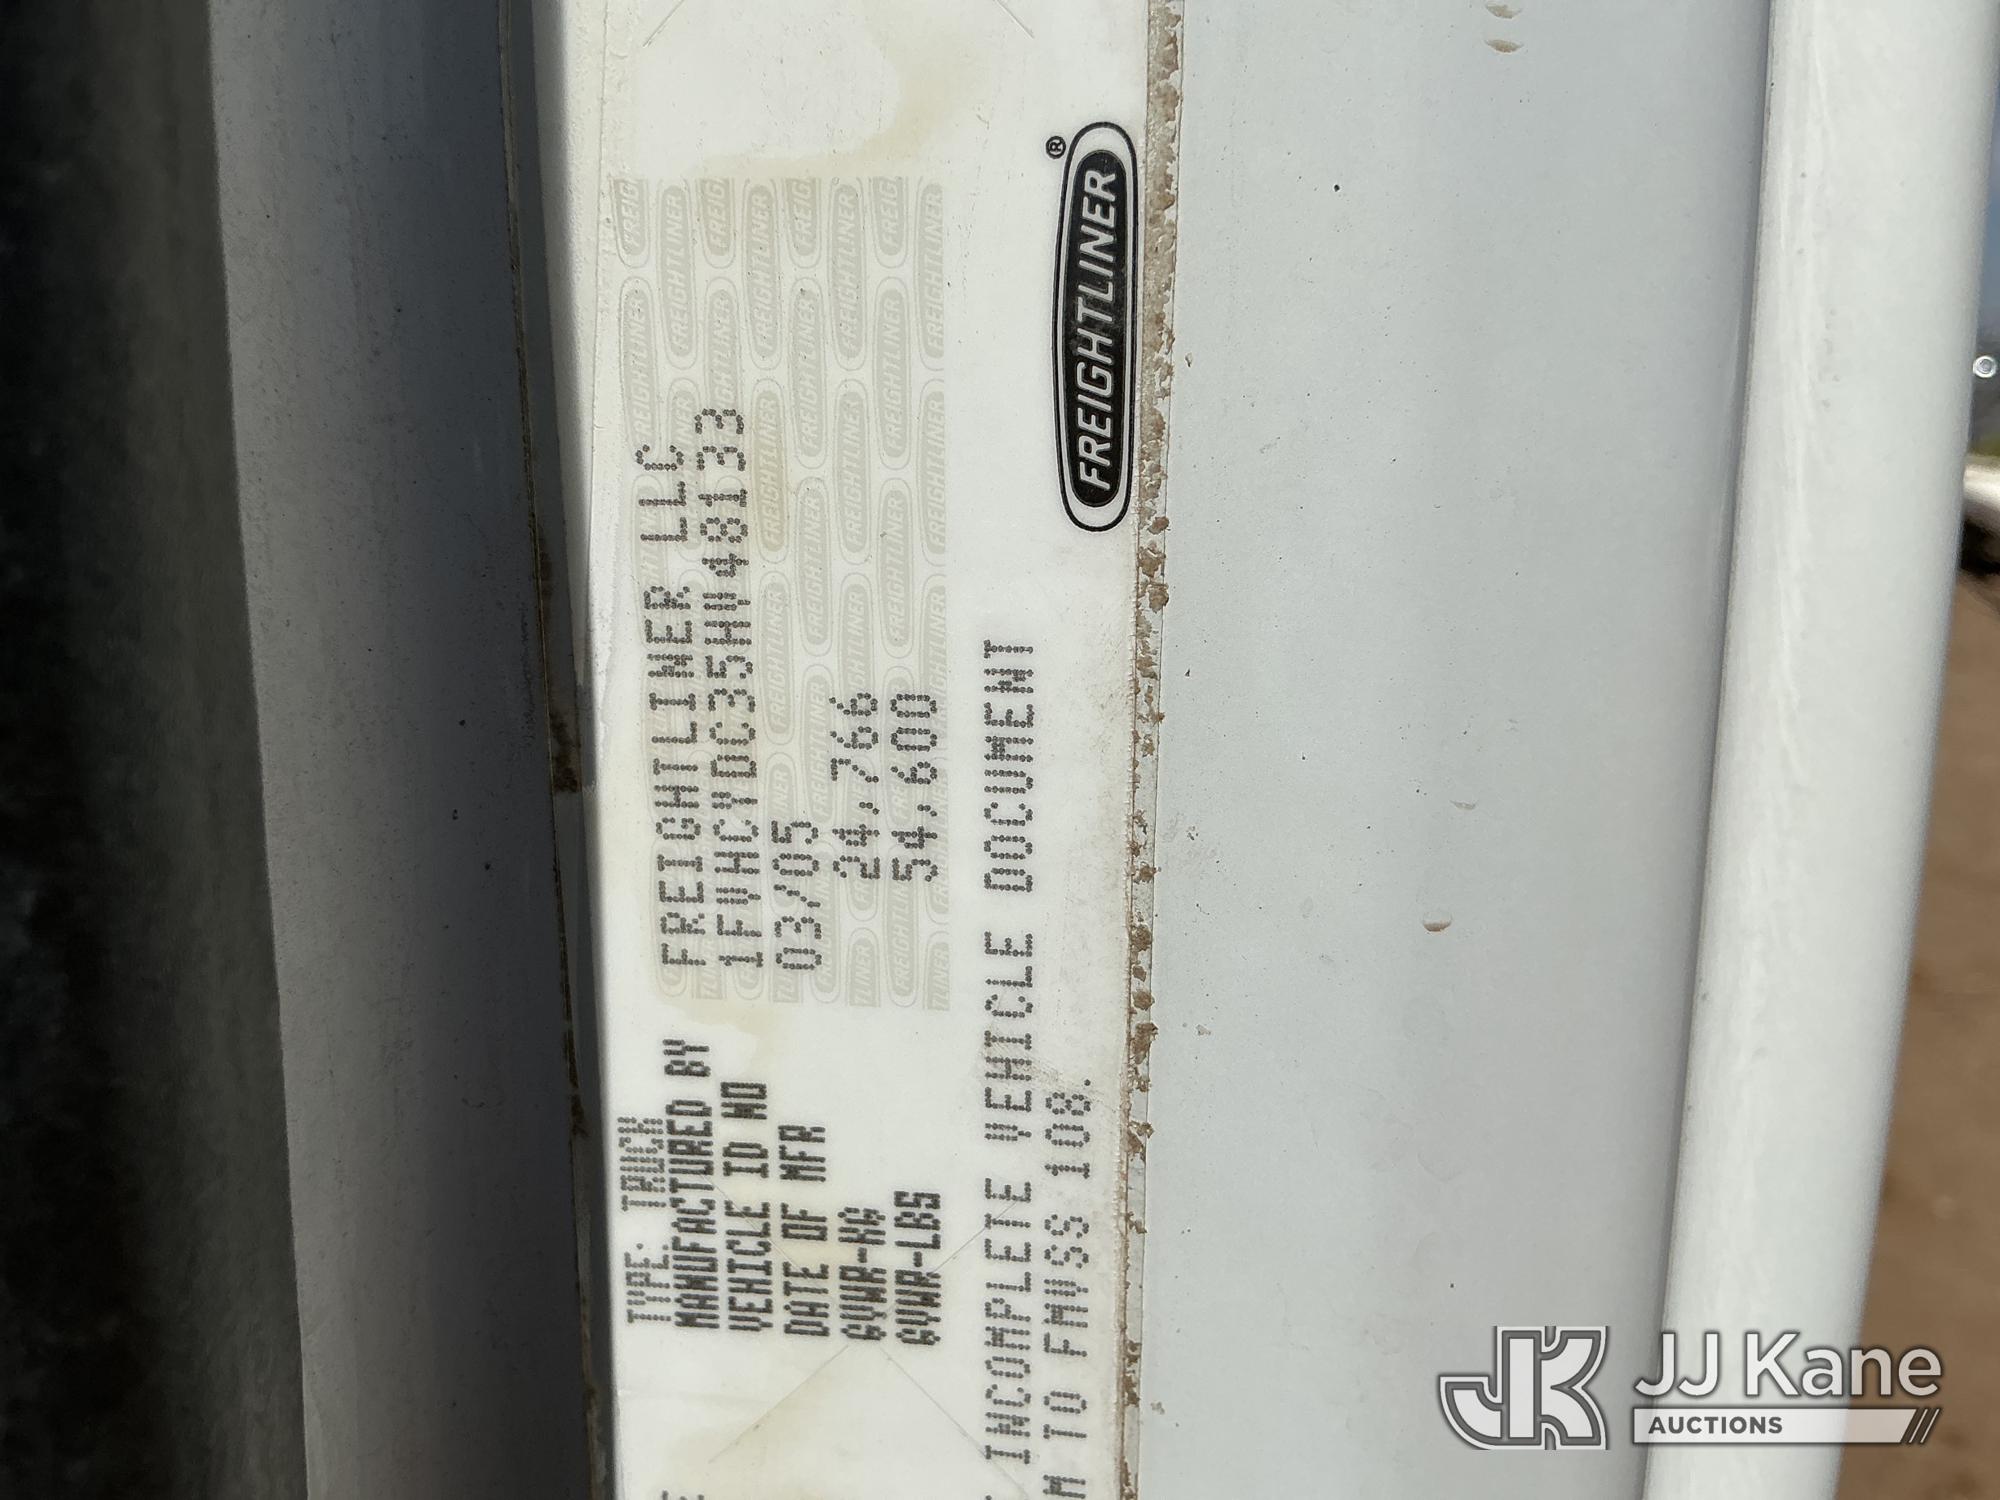 TYPE: TRUCK
MANUFACTURED BY FREIGHTLINER LLC
VEHICLE ID NO 1FVHCYDC35HV48133
DATE OF MFR 03/05
GVWR-KG 24,766
GVWR-LBS 54,600
INCOMPLETE VEHICLE DOCUMENT
M TO FMVSS 108.
FREIGHTLINER®
JJ Kane
AUCTIONS